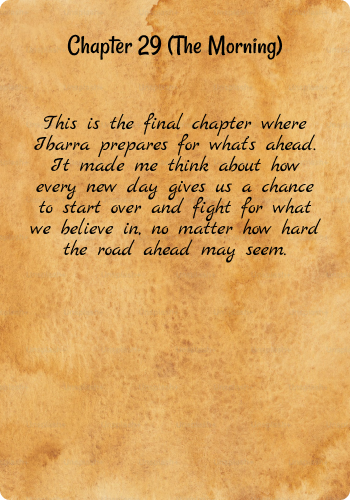 Chapter 29 (The Morning)
This is the final chapter where
Ibarra prepares for what's ahead.
It made me think about how
every new day gives us a chance
to start over and fight for what
we believe in, no matter how hard
the road ahead may seem.